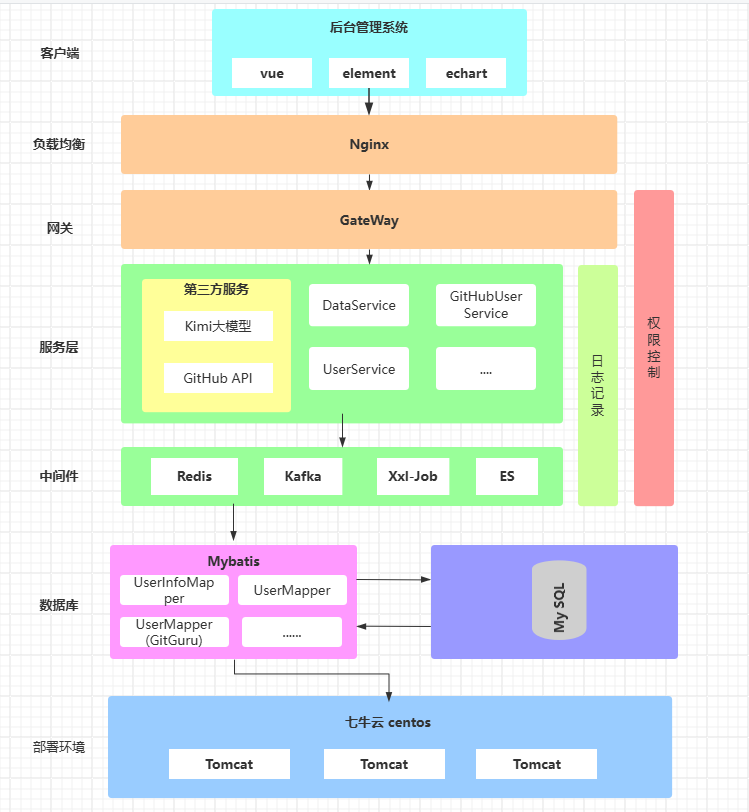 后台管理系统
客户端
vue
element
echart
负载均衡
Nginx
网关
GateWay
第三方服务
Kimi大模型
GitHub API
DataService
GitHubUser
Service
UserService
....
服务层
日志记录
权限控制
中间件
Redis
Kafka
Xxl-Job
ES
Mybatis
UserInfoMap
per
UserMapper
UserMapper
(GitGuru)
......
数据库
My SQL
七牛云 centos
部署环境
Tomcat
Tomcat
Tomcat